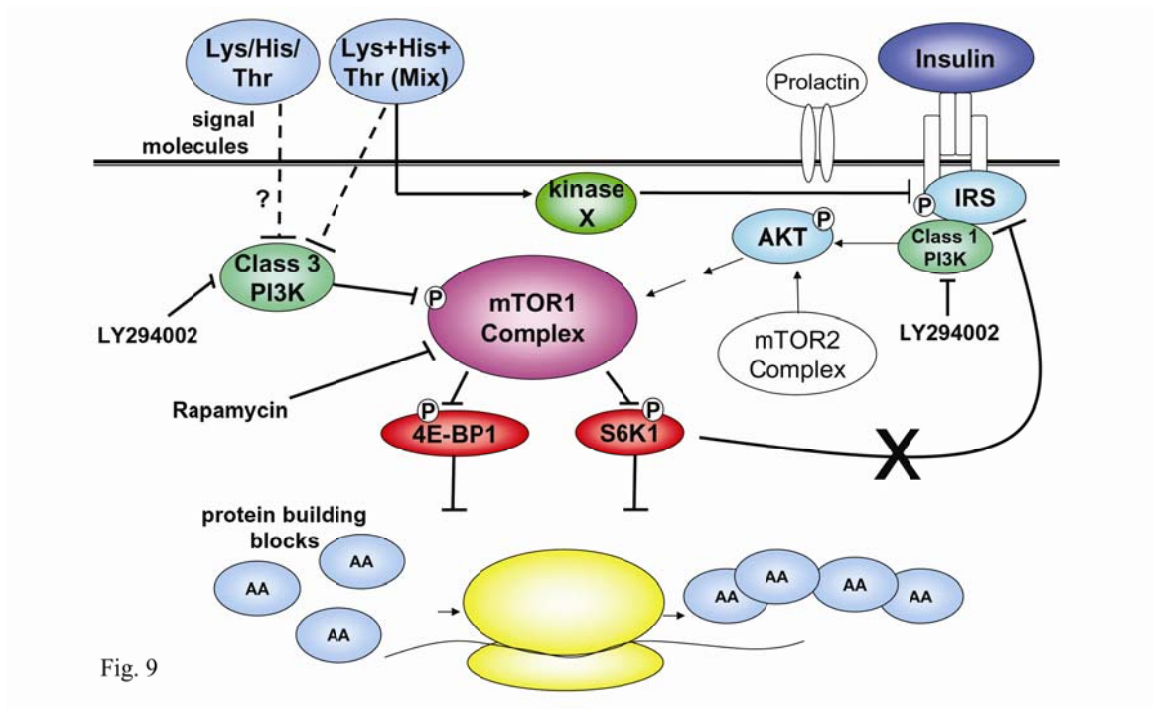 Lys/His/
Thr
Lys+His+
Thr (Mix)
Prolactin
Insulin
signal
molecules
?
kinase
X
P
IRS
AKT
P
Class 1
PI3K
Class 3
PI3K
P
mTOR1
Complex
LY294002
LY294002
mTOR2
Complex
Rapamycin
P
4E-BP1
P
S6K1
X
protein building
blocks
AA
AA
AA
AA
AA
AA
AA
Fig. 9